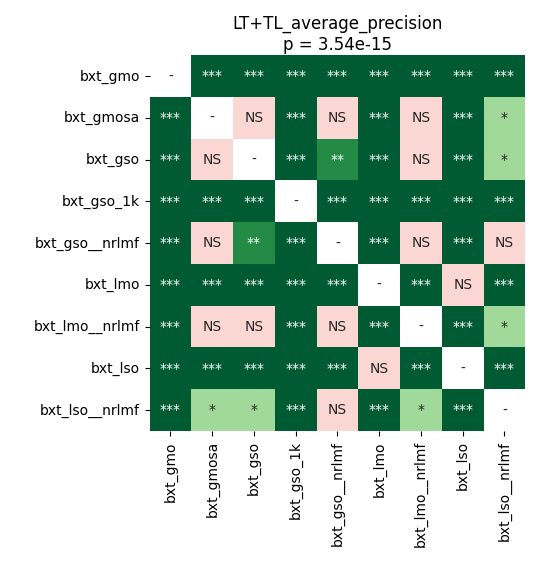 LT+TL_average_precision
p = 3.54e-15
bxt_gmo - *** *** *** *** *** *** *** ***
bxt_gmosa *** - NS *** NS *** NS *** *
bxt_gso *** NS - *** ** *** NS *** *
bxt_gso_1k *** *** *** - *** *** *** *** ***
bxt_gso__nrlmf *** NS ** *** - *** NS *** NS
bxt_lmo *** *** *** *** *** - *** NS ***
bxt_lmo__nrlmf *** NS NS *** NS *** - *** *
bxt_lso *** *** *** *** *** NS *** - ***
bxt_lso__nrlmf *** * * *** NS *** * *** -
bxt_gmo
bxt_gmosa
bxt_gso
bxt_gso_1k
bxt_gso__nrlmf
bxt_lmo
bxt_lmo__nrlmf
bxt_lso
bxt_lso__nrlmf